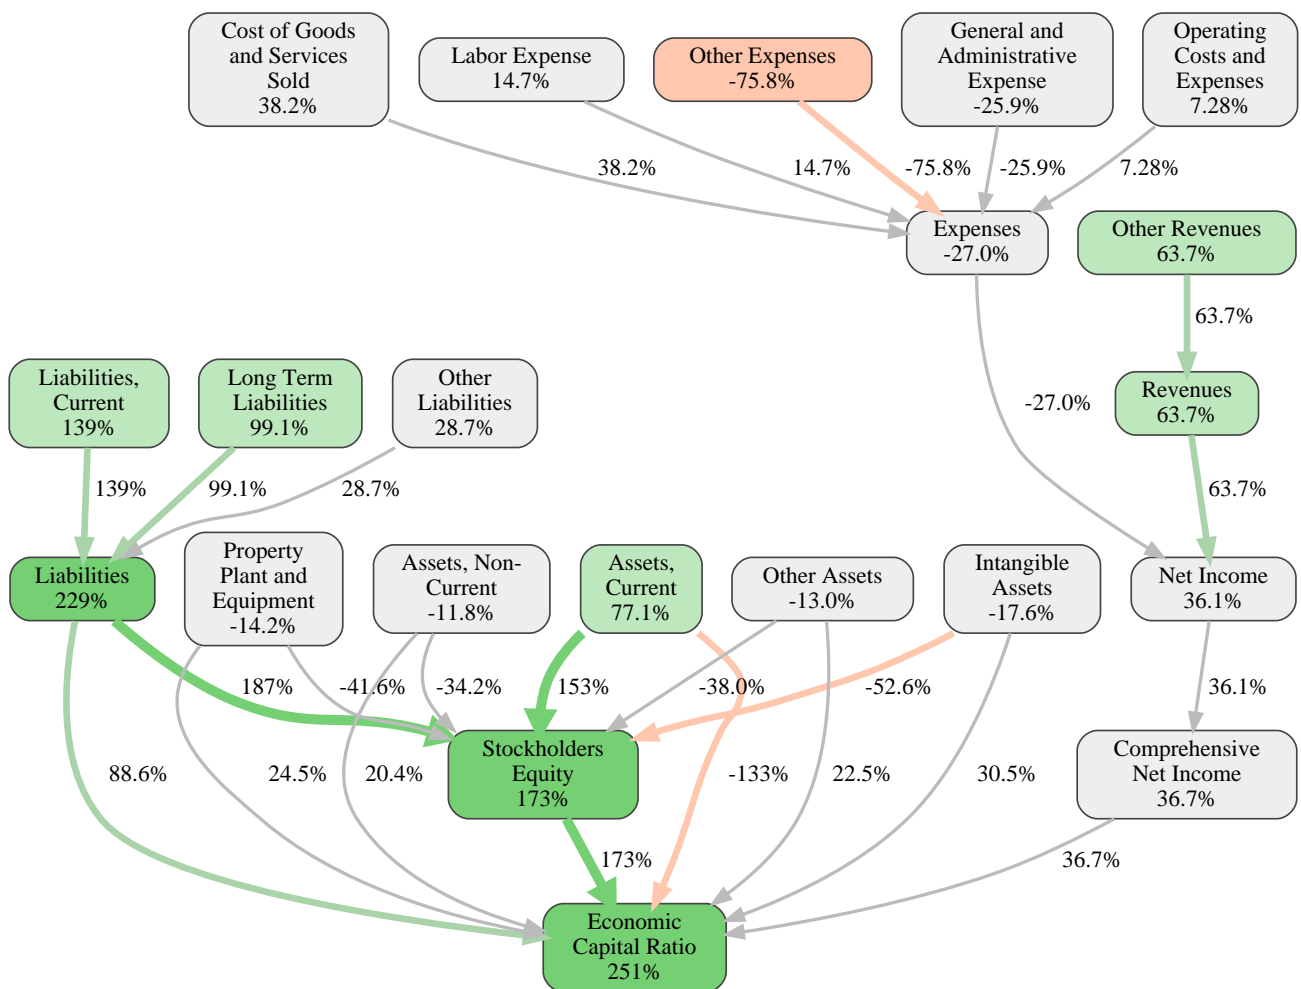 Cost of Goods
and Services
Sold
38.2%
Labor Expense
14.7%
Other Expenses
-75.8%
General and
Administrative
Expense
-25.9%
Operating
Costs and
Expenses
7.28%
38.2%
14.7%
-75.8%
-25.9%
7.28%
Expenses
-27.0%
Other Revenues
63.7%
63.7%
Liabilities,
Current
139%
Long Term
Liabilities
99.1%
Other
Liabilities
28.7%
-27.0%
Revenues
63.7%
139%
99.1%
28.7%
63.7%
Liabilities
229%
Property
Plant and
Equipment
-14.2%
Assets, Non-
Current
-11.8%
Assets,
Current
77.1%
Other Assets
-13.0%
Intangible
Assets
-17.6%
Net Income
36.1%
187%
-41.6%
-34.2%
153%
-38.0%
-52.6%
36.1%
Stockholders
Equity
173%
Comprehensive
Net Income
36.7%
88.6%
24.5%
20.4%
-133%
22.5%
30.5%
173%
36.7%
Economic
Capital Ratio
251%